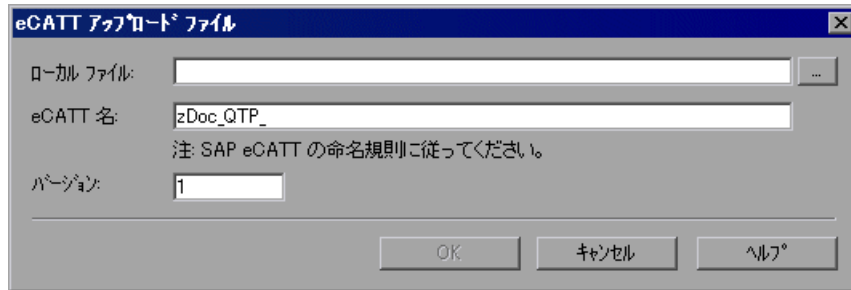 eCATT ｱｯﾌﾟﾛｰﾄﾞ ﾌｧｲﾙ
ﾛｰｶﾙ ﾌｧｲﾙ:
...
eCATT 名:
zDoc_QTP_
注: SAP eCATT の命名規則に従ってください。
ﾊﾞｰｼﾞｮﾝ:
1
OK
ｷｬﾝｾﾙ
ﾍﾙﾌﾟ